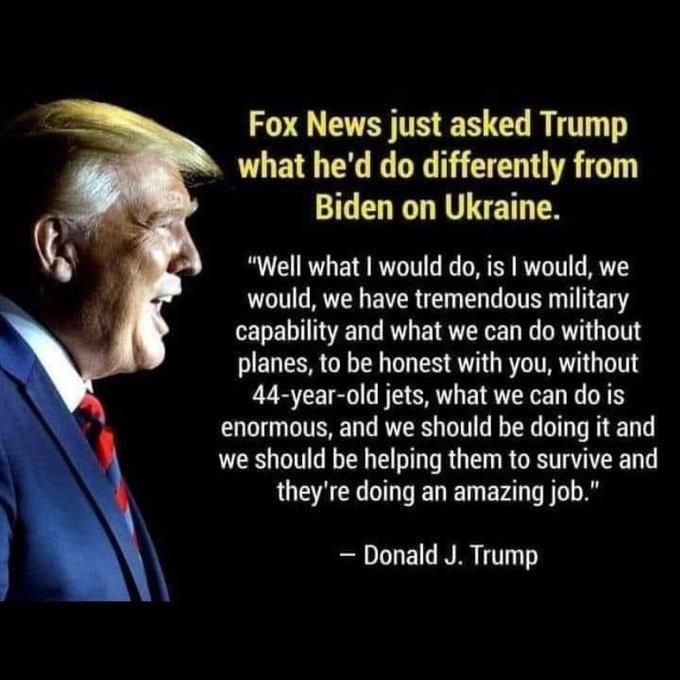 Fox News just asked Trump
what he'd do differently from
Biden on Ukraine.
"Well what I would do, is I would, we
would, we have tremendous military
capability and what we can do without
planes, to be honest with you, without
44-year-old jets, what we can do is
enormous, and we should be doing it and
we should be helping them to survive and
they're doing an amazing job."
– Donald J. Trump